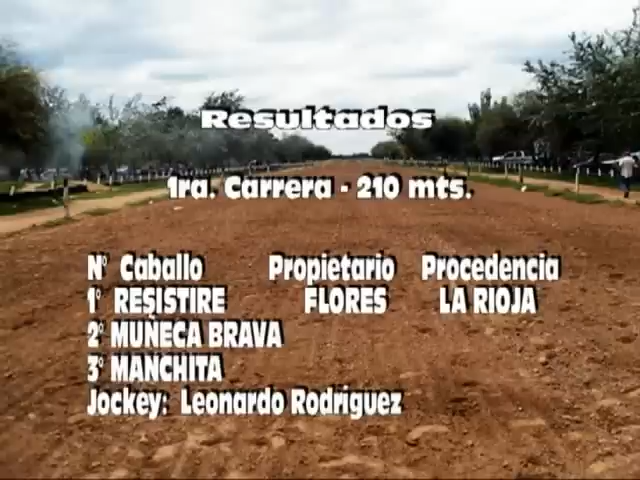 Resultados
1ra. Carrera - 210 mts.
Nº Caballo Propietario Procedencia
1º RESISTIRE FLORES LA RIOJA
2º MUÑECA BRAVA
3º MANCHITA
Jockey: Leonardo Rodriguez